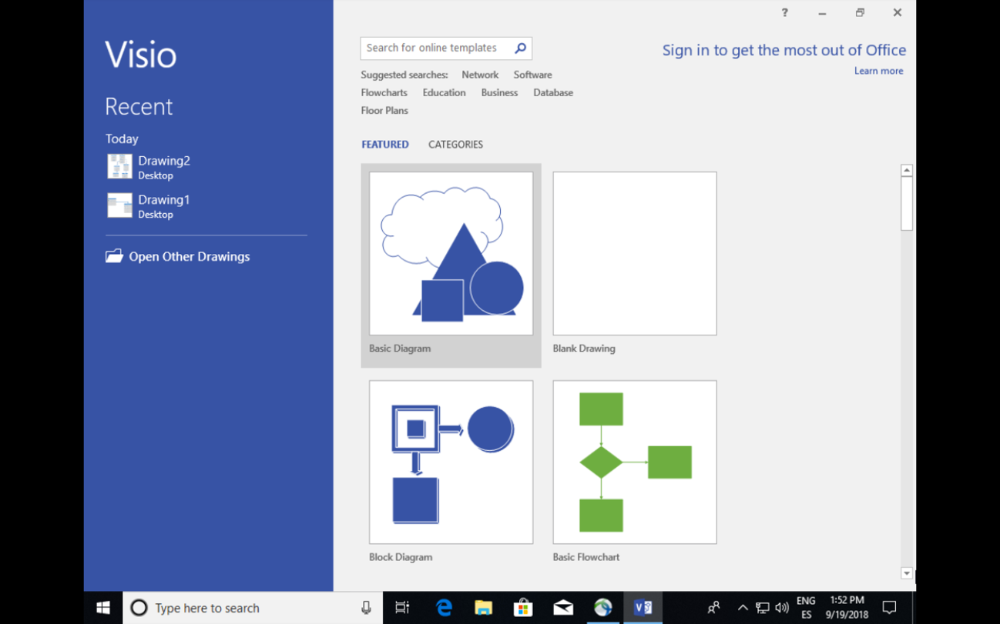 ?
Visio
Recent
Today
Drawing2
Desktop
Drawing1
Desktop
Open Other Drawings
Search for online templates
Suggested searches: Network Software
Flowcharts Education Business Database
Floor Plans
Sign in to get the most out of Office
Learn more
FEATURED CATEGORIES
Basic Diagram
Blank Drawing
Block Diagram
Basic Flowchart
Type here to search
V
ENG
ES
1:52 PM
9/19/2018